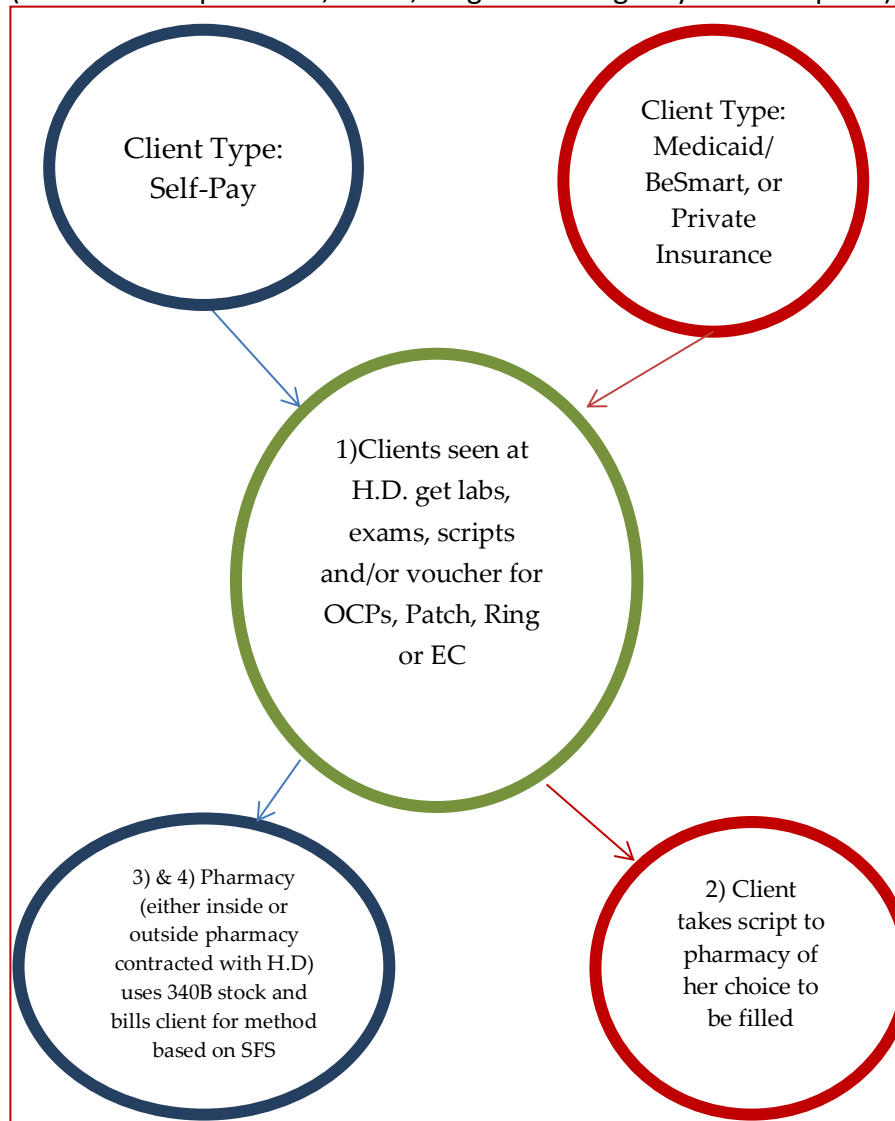 Client Type:
Self-Pay
Client Type:
Medicaid/
BeSmart, or
Private
Insurance
1)Clients seen at
H.D. get labs,
exams, scripts
and/or voucher for
OCPs, Patch, Ring
or EC
3) & 4) Pharmacy
(either inside or
outside pharmacy
contracted with H.D)
uses 340B stock and
bills client for method
based on SFS
2) Client
takes script to
pharmacy of
her choice to
be filled